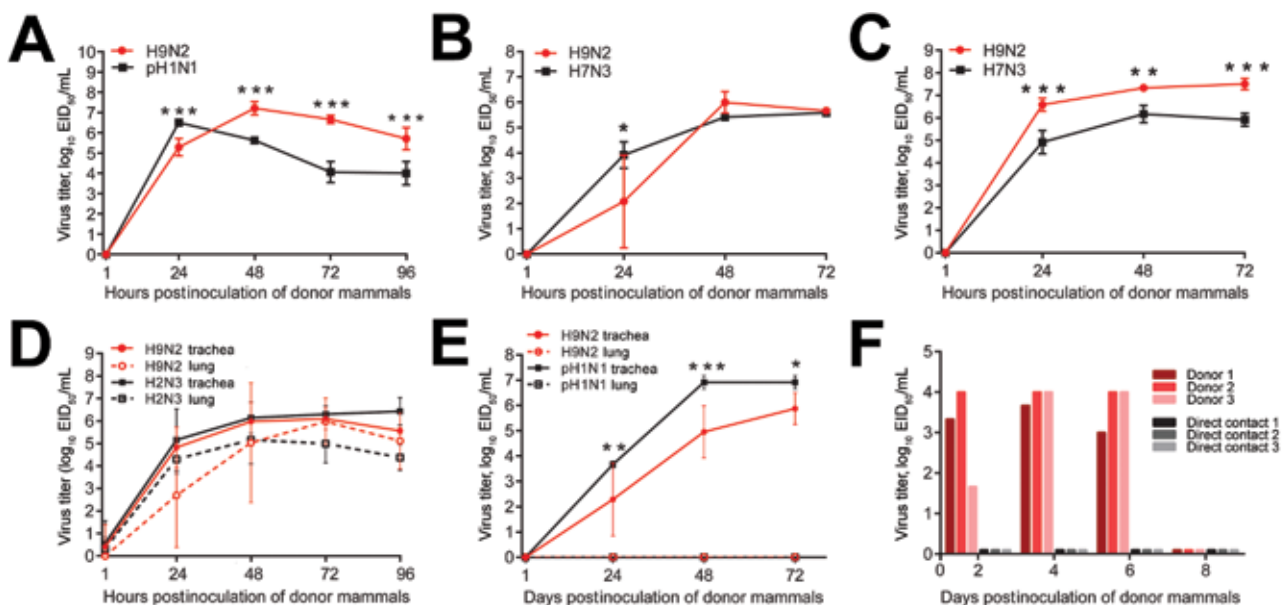 A
H9N2
pH1N1
Virus titer, log10 EID50/mL
10
9
8
7
6
5
4
3
2
1
0
***
***
***
***
1 24 48 72 96
Hours postinoculation of donor mammals
B
H9N2
H7N3
Virus titer, log10 EID50/mL
8
7
6
5
4
3
2
1
0
*
1 24 48 72
Hours postinoculation of donor mammals
C
H9N2
H7N3
Virus titer, log10 EID50/mL
9
8
7
6
5
4
3
2
1
0
***
**
***
1 24 48 72
Hours postinoculation of donor mammals
D
H9N2 trachea
H9N2 lung
H2N3 trachea
H2N3 lung
Virus titer (log10 EID50/mL
9
8
7
6
5
4
3
2
1
0
1 24 48 72 96
Hours postinoculation of donor mammals
E
H9N2 trachea
H9N2 lung
pH1N1 trachea
pH1N1 lung
Virus titer, log10 EID50/mL
8
7
6
5
4
3
2
1
0
**
***
*
1 24 48 72
Days postinoculation of donor mammals
F
Donor 1
Donor 2
Donor 3
Direct contact 1
Direct contact 2
Direct contact 3
Virus titer, log10 EID50/mL
5
4
3
2
1
0
0 2 4 6 8
Days postinoculation of donor mammals